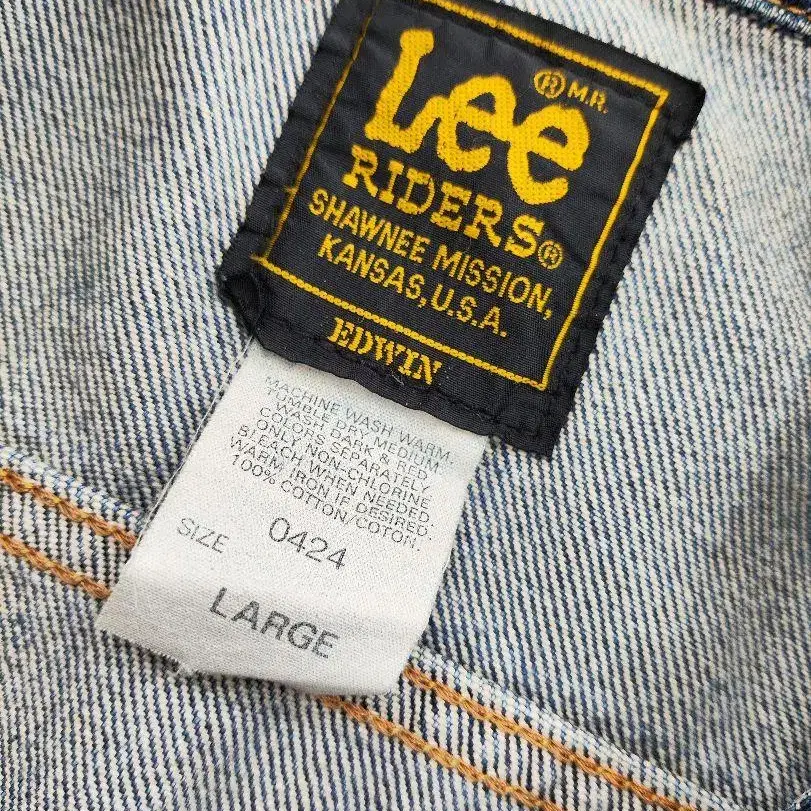 Lee ® M.R.
RIDERS®
SHAWNEE MISSION,
KANSAS, U.S.A.
EDWIN
MACHINE WASH WARM.
TUMBLE DRY, MEDIUM.
WASH DARK & RED
COLORS SEPARATELY.
ONLY NON-CHLORINE
BLEACH WHEN NEEDED.
WARM IRON IF DESIRED.
100% COTTON/COTON.
SIZE 0424
LARGE